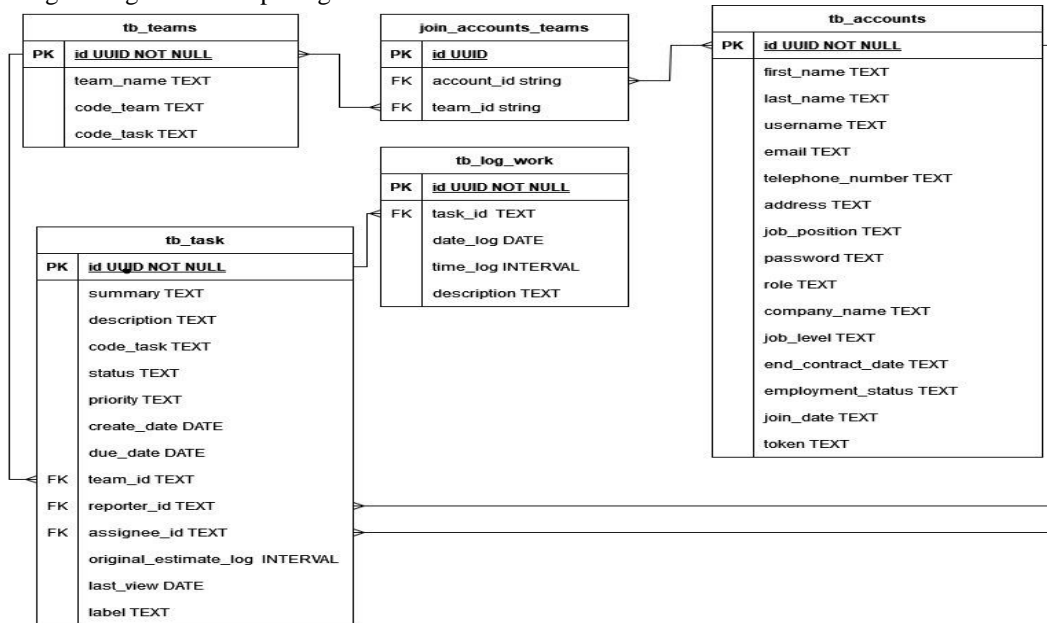 tb_teams
PK id UUID NOT NULL
team_name TEXT
code_team TEXT
code_task TEXT
join_accounts_teams
PK id UUID
FK account_id string
FK team_id string
tb_accounts
PK id UUID NOT NULL
first_name TEXT
last_name TEXT
username TEXT
email TEXT
telephone_number TEXT
address TEXT
job_position TEXT
password TEXT
role TEXT
company_name TEXT
job_level TEXT
end_contract_date TEXT
employment_status TEXT
join_date TEXT
token TEXT
tb_log_work
PK id UUID NOT NULL
FK task_id TEXT
date_log DATE
time_log INTERVAL
description TEXT
tb_task
PK id UUID NOT NULL
summary TEXT
description TEXT
code_task TEXT
status TEXT
priority TEXT
create_date DATE
due_date DATE
FK team_id TEXT
FK reporter_id TEXT
FK assignee_id TEXT
original_estimate_log INTERVAL
last_view DATE
label TEXT